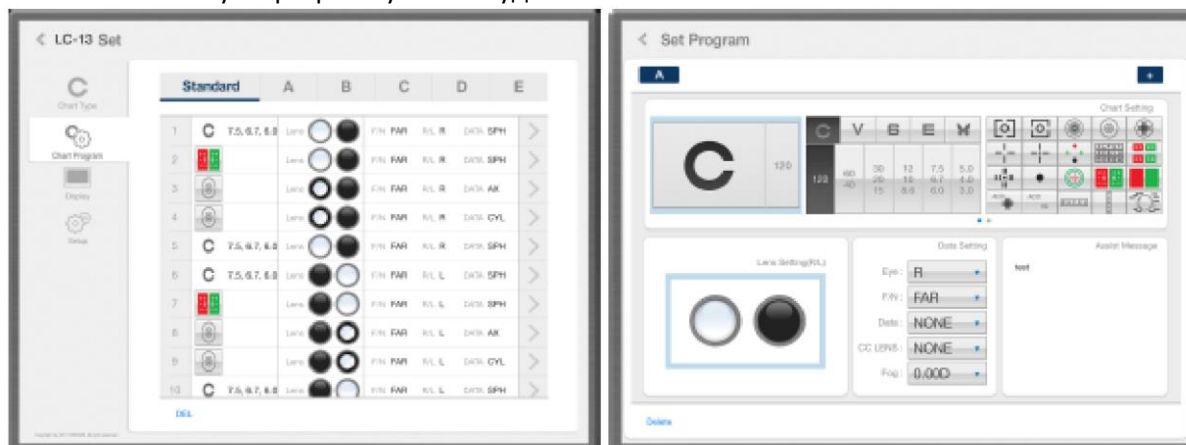 < LC-13 Set
Chart Type
Chart Program
Display
Setup
Standard A B C D E
1 C 7.5, 6.7, 6.0 Lens F/N FAR R/L R DATA SPH >
2 Lens F/N FAR R/L R DATA SPH >
3 Lens F/N FAR R/L R DATA AX >
4 Lens F/N FAR R/L R DATA CYL >
5 C 7.5, 6.7, 6.0 Lens F/N FAR R/L R DATA SPH >
6 C 7.5, 6.7, 6.0 Lens F/N FAR R/L L DATA SPH >
7 Lens F/N FAR R/L L DATA SPH >
8 Lens F/N FAR R/L L DATA AX >
9 Lens F/N FAR R/L L DATA CYL >
10 C 7.5, 6.7, 6.0 Lens F/N FAR R/L L DATA SPH >
DEL
< Set Program
A +
Chart Setting
C 120
C V 6 E
120
60 40
30 20 15
12 10 8.6
7.5 6.7 6.0
5.0 4.0 3.0
Lens Setting(R/L)
Data Setting
Eye: R
F/N: FAR
Data: NONE
CC LENS: NONE
Fog: 0.00D
Assist Message
test
Delete